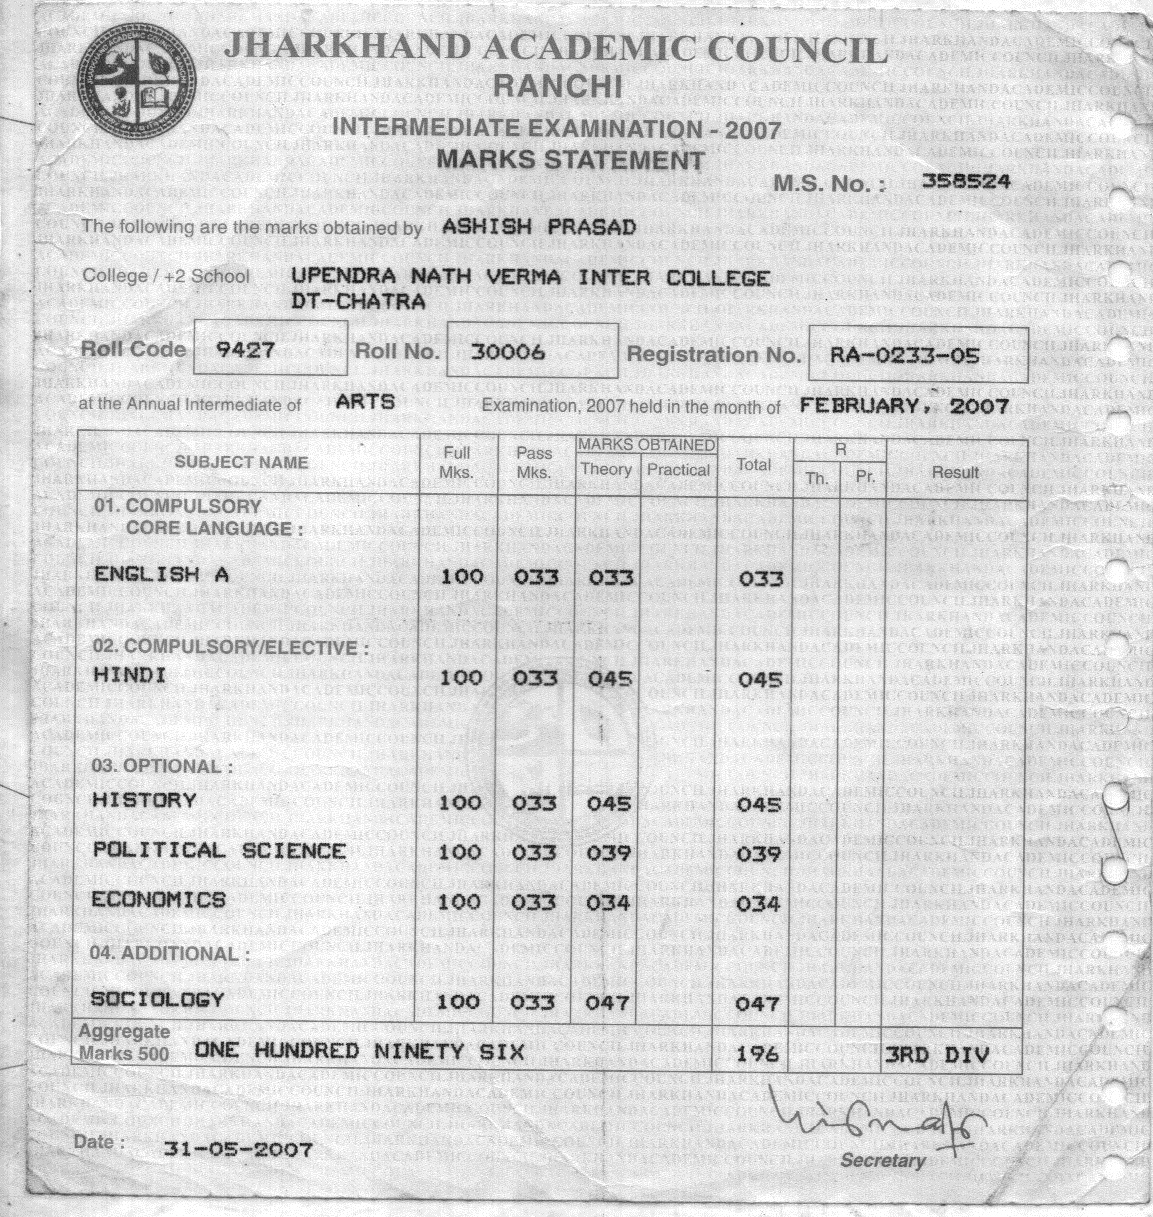 JHARKHAND ACADEMIC COUNCIL
RANCHI
INTERMEDIATE EXAMINATION - 2007
MARKS STATEMENT
M.S. No. : 358524
The following are the marks obtained by ASHISH PRASAD
College / +2 School UPENDRA NATH VERMA INTER COLLEGE
DT-CHATRA
Roll Code 9427 Roll No. 30006 Registration No. RA-0233-05
at the Annual Intermediate of ARTS Examination, 2007 held in the month of FEBRUARY, 2007
SUBJECT NAME Full Mks. Pass Mks. MARKS OBTAINED Theory Practical Total R Th. Pr. Result
01. COMPULSORY
CORE LANGUAGE :
ENGLISH A 100 033 033 033
02. COMPULSORY/ELECTIVE :
HINDI 100 033 045 045
03. OPTIONAL :
HISTORY 100 033 045 045
POLITICAL SCIENCE 100 033 039 039
ECONOMICS 100 033 034 034
04. ADDITIONAL :
SOCIOLOGY 100 033 047 047
Aggregate
Marks 500 ONE HUNDRED NINETY SIX 196 3RD DIV
Date : 31-05-2007
Secretary